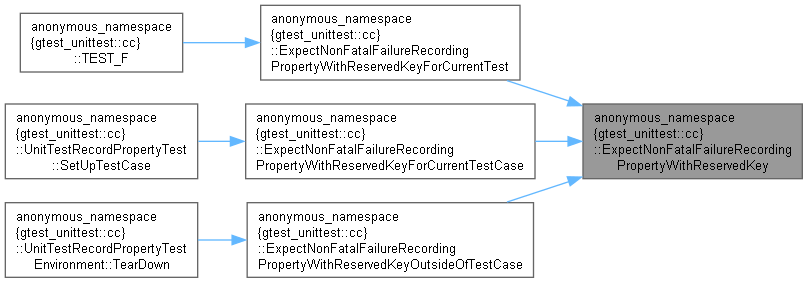 anonymous_namespace
{gtest_unittest::cc}
::TEST_F
anonymous_namespace
{gtest_unittest::cc}
::ExpectNonFatalFailureRecording
PropertyWithReservedKeyForCurrentTest
anonymous_namespace
{gtest_unittest::cc}
::UnitTestRecordPropertyTest
::SetUpTestCase
anonymous_namespace
{gtest_unittest::cc}
::ExpectNonFatalFailureRecording
PropertyWithReservedKeyForCurrentTestCase
anonymous_namespace
{gtest_unittest::cc}
::ExpectNonFatalFailureRecording
PropertyWithReservedKey
anonymous_namespace
{gtest_unittest::cc}
::UnitTestRecordPropertyTest
Environment::TearDown
anonymous_namespace
{gtest_unittest::cc}
::ExpectNonFatalFailureRecording
PropertyWithReservedKeyOutsideOfTestCase